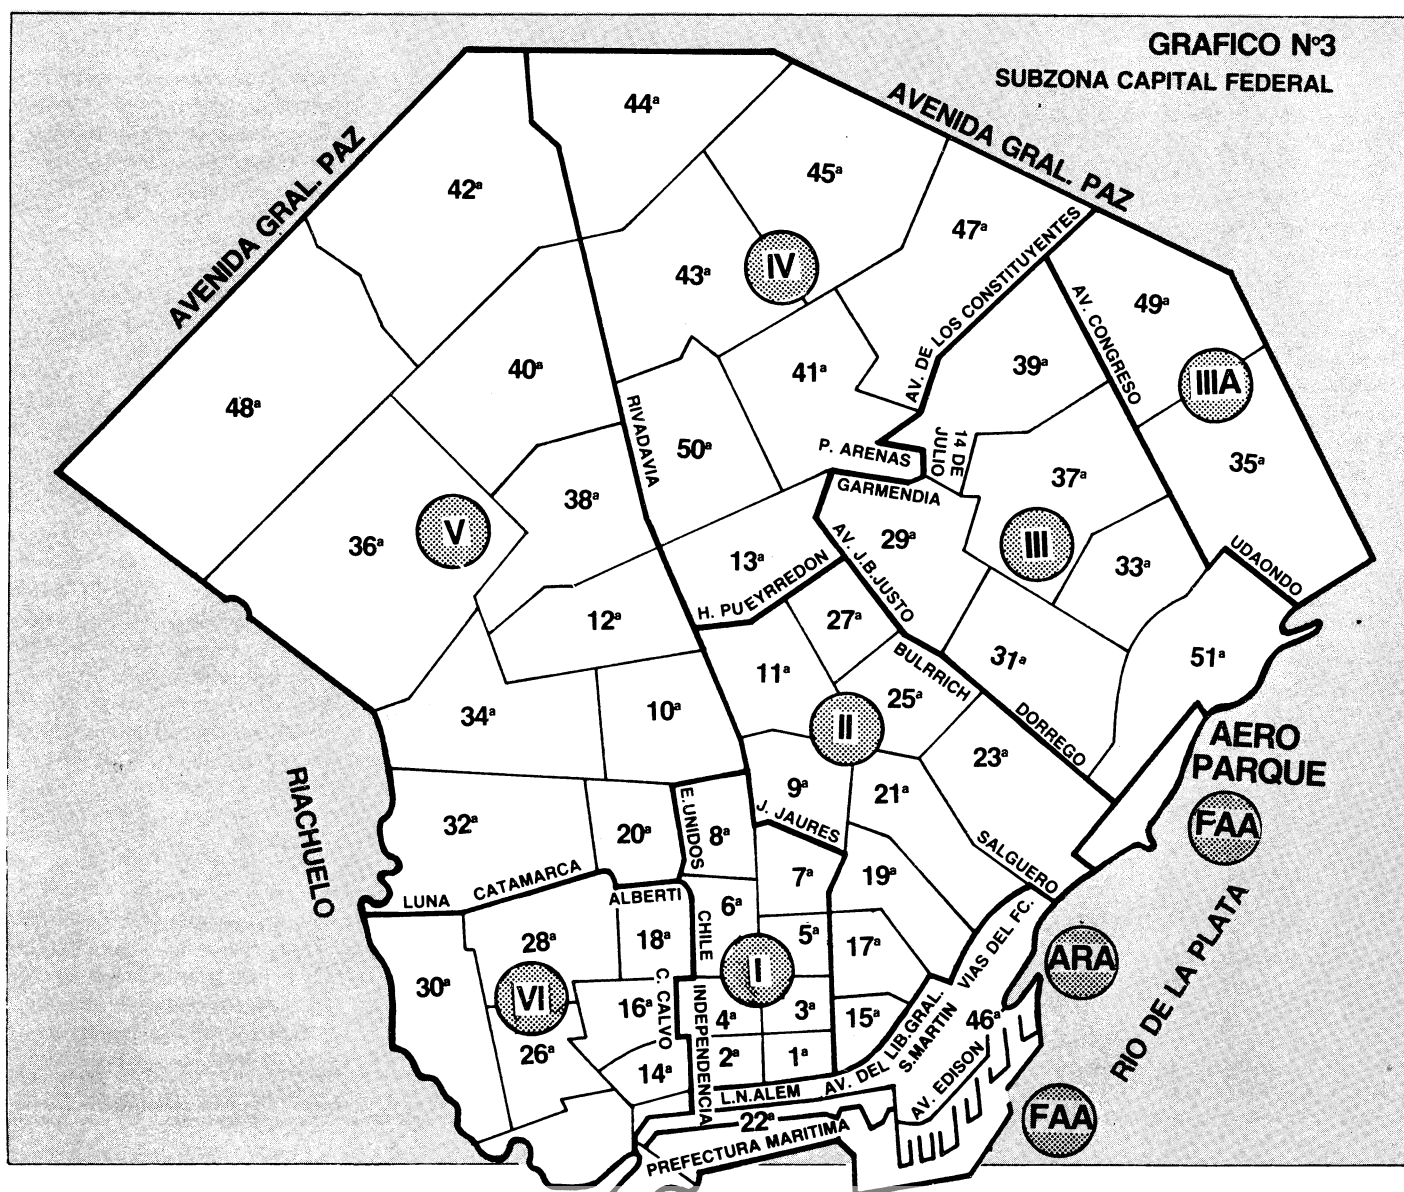 GRAFICO Nº3
SUBZONA CAPITAL FEDERAL
AVENIDA GRAL. PAZ
AVENIDA GRAL. PAZ
44ª
45ª
42ª
47ª
43ª
IV
AV. DE LOS CONSTITUYENTES
49ª
AV. CONGRESO
40ª
41ª
39ª
IIIA
48ª
RIVADAVIA
50ª
P. ARENAS
14 DE
JULIO
35ª
37ª
GARMENDIA
38ª
V
36ª
29ª
III
13ª
AV. J.B.JUSTO
33ª
UDAONDO
H. PUEYRREDON
12ª
27ª
BULRRICH
31ª
51ª
11ª
25ª
34ª
10ª
II
DORREGO
23ª
AERO
PARQUE
FAA
RIACHUELO
9ª
21ª
J. JAURES
E. UNIDOS
8ª
32ª
20ª
SALGUERO
7ª
19ª
LUNA
CATAMARCA
ALBERTI
6ª
CHILE
5ª
17ª
VIAS DEL FC.
28ª
18ª
ARA
RIO DE LA PLATA
30ª
VI
C. CALVO
I
16ª
INDEPENDENCIA
4ª
3ª
15ª
46ª
26ª
14ª
2ª
1ª
AV. DEL LIB.GRAL.
S.MARTIN
AV. EDISON
L.N.ALEM
22ª
PREFECTURA MARITIMA
FAA